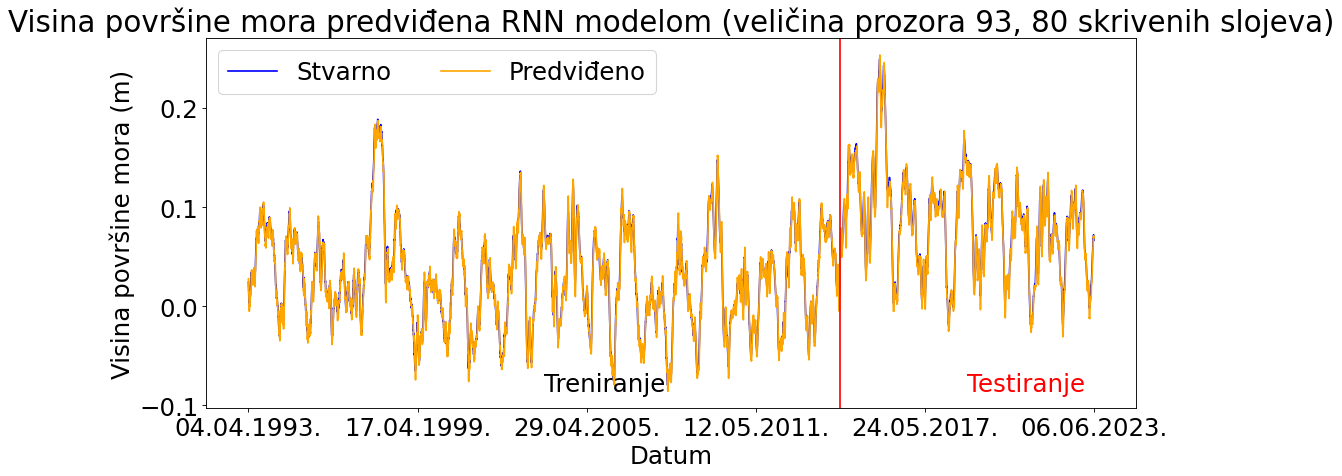 Visina površine mora predviđena RNN modelom (veličina prozora 93, 80 skrivenih slojeva)
Stvarno
Predviđeno
Visina površine mora (m)
0.2
0.1
0.0
−0.1
Treniranje
Testiranje
04.04.1993.
17.04.1999.
29.04.2005.
12.05.2011.
24.05.2017.
06.06.2023.
Datum